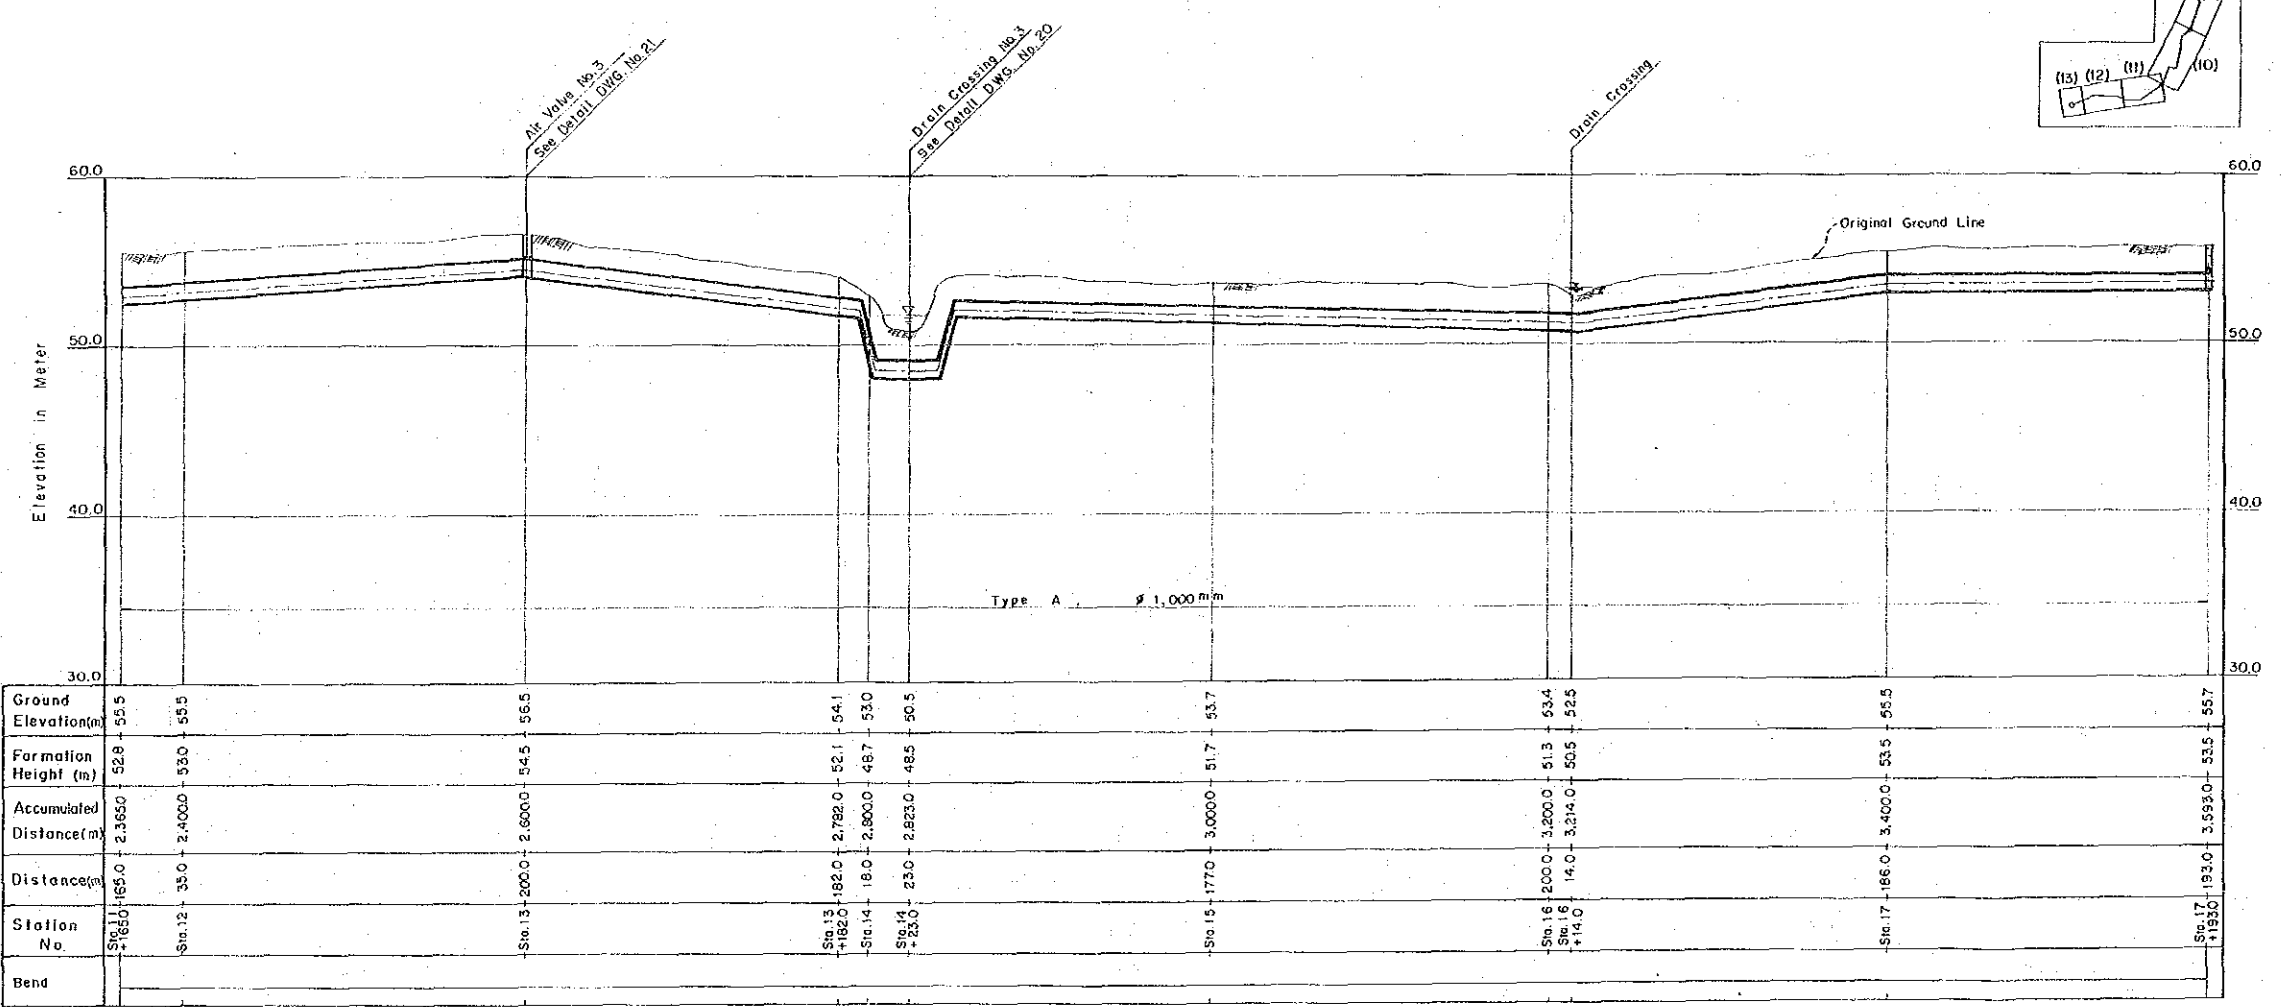 Air Valve No.3
See Detail DWG. No.21
Drain Crossing No.3
See Detail DWG. No.20
Drain Crossing
(13) (12) (11) (10)
60.0 60.0
Original Ground Line
50.0 50.0
Elevation in Meter
40.0 40.0
Type A , ø 1,000 mm
30.0 30.0
Ground Elevation(m) 55.5 55.5 56.5 54.1 53.0 50.5 53.7 53.4 52.5 55.5 55.7
Formation Height (m) 52.8 53.0 54.5 52.1 48.7 48.5 51.7 51.3 50.5 53.5 53.5
Accumulated Distance(m) 2,365.0 2,400.0 2,600.0 2,782.0 2,800.0 2,823.0 3,000.0 3,200.0 3,214.0 3,400.0 3,593.0
Distance(m) 165.0 35.0 200.0 182.0 18.0 23.0 177.0 200.0 14.0 186.0 193.0
Station No. Sta.11 +165.0 Sta.12 Sta.13 Sta.13 +182.0 Sta.14 Sta.14 +23.0 Sta.15 Sta.16 Sta.16 +14.0 Sta.17 Sta.17 +193.0
Bend